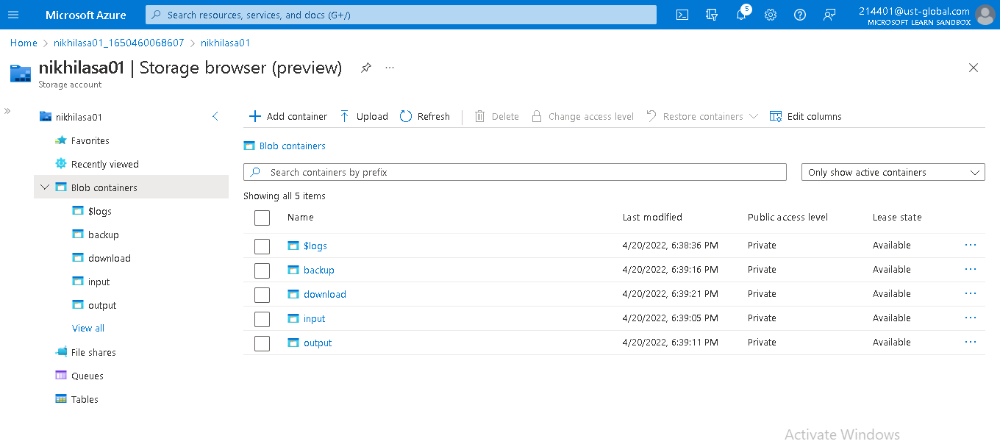 Microsoft Azure
Search resources, services, and docs (G+/)
5
214401@ust-global.com
MICROSOFT LEARN SANDBOX
Home > nikhilasa01_1650460068607 > nikhilasa01
nikhilasa01 | Storage browser (preview) ...
Storage account
nikhilasa01
Favorites
Recently viewed
Blob containers
$logs
backup
download
input
output
View all
File shares
Queues
Tables
Add container Upload Refresh Delete Change access level Restore containers Edit columns
Blob containers
Search containers by prefix Only show active containers
Showing all 5 items
Name Last modified Public access level Lease state
$logs 4/20/2022, 6:38:36 PM Private Available ...
backup 4/20/2022, 6:39:16 PM Private Available ...
download 4/20/2022, 6:39:21 PM Private Available ...
input 4/20/2022, 6:39:05 PM Private Available ...
output 4/20/2022, 6:39:11 PM Private Available ...
Activate Windows